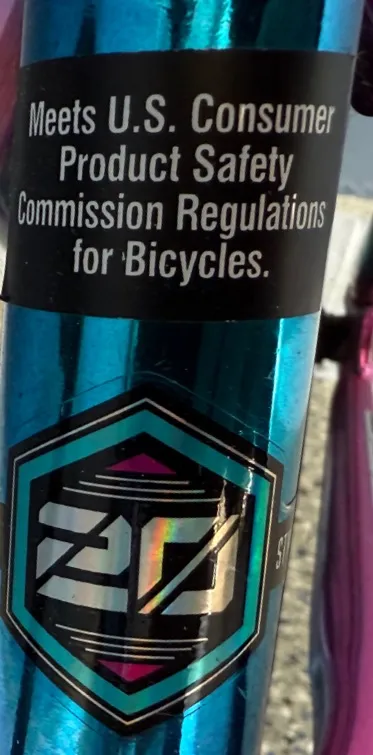 Meets U.S. Consumer
Product Safety
Commission Regulations
for Bicycles.
20